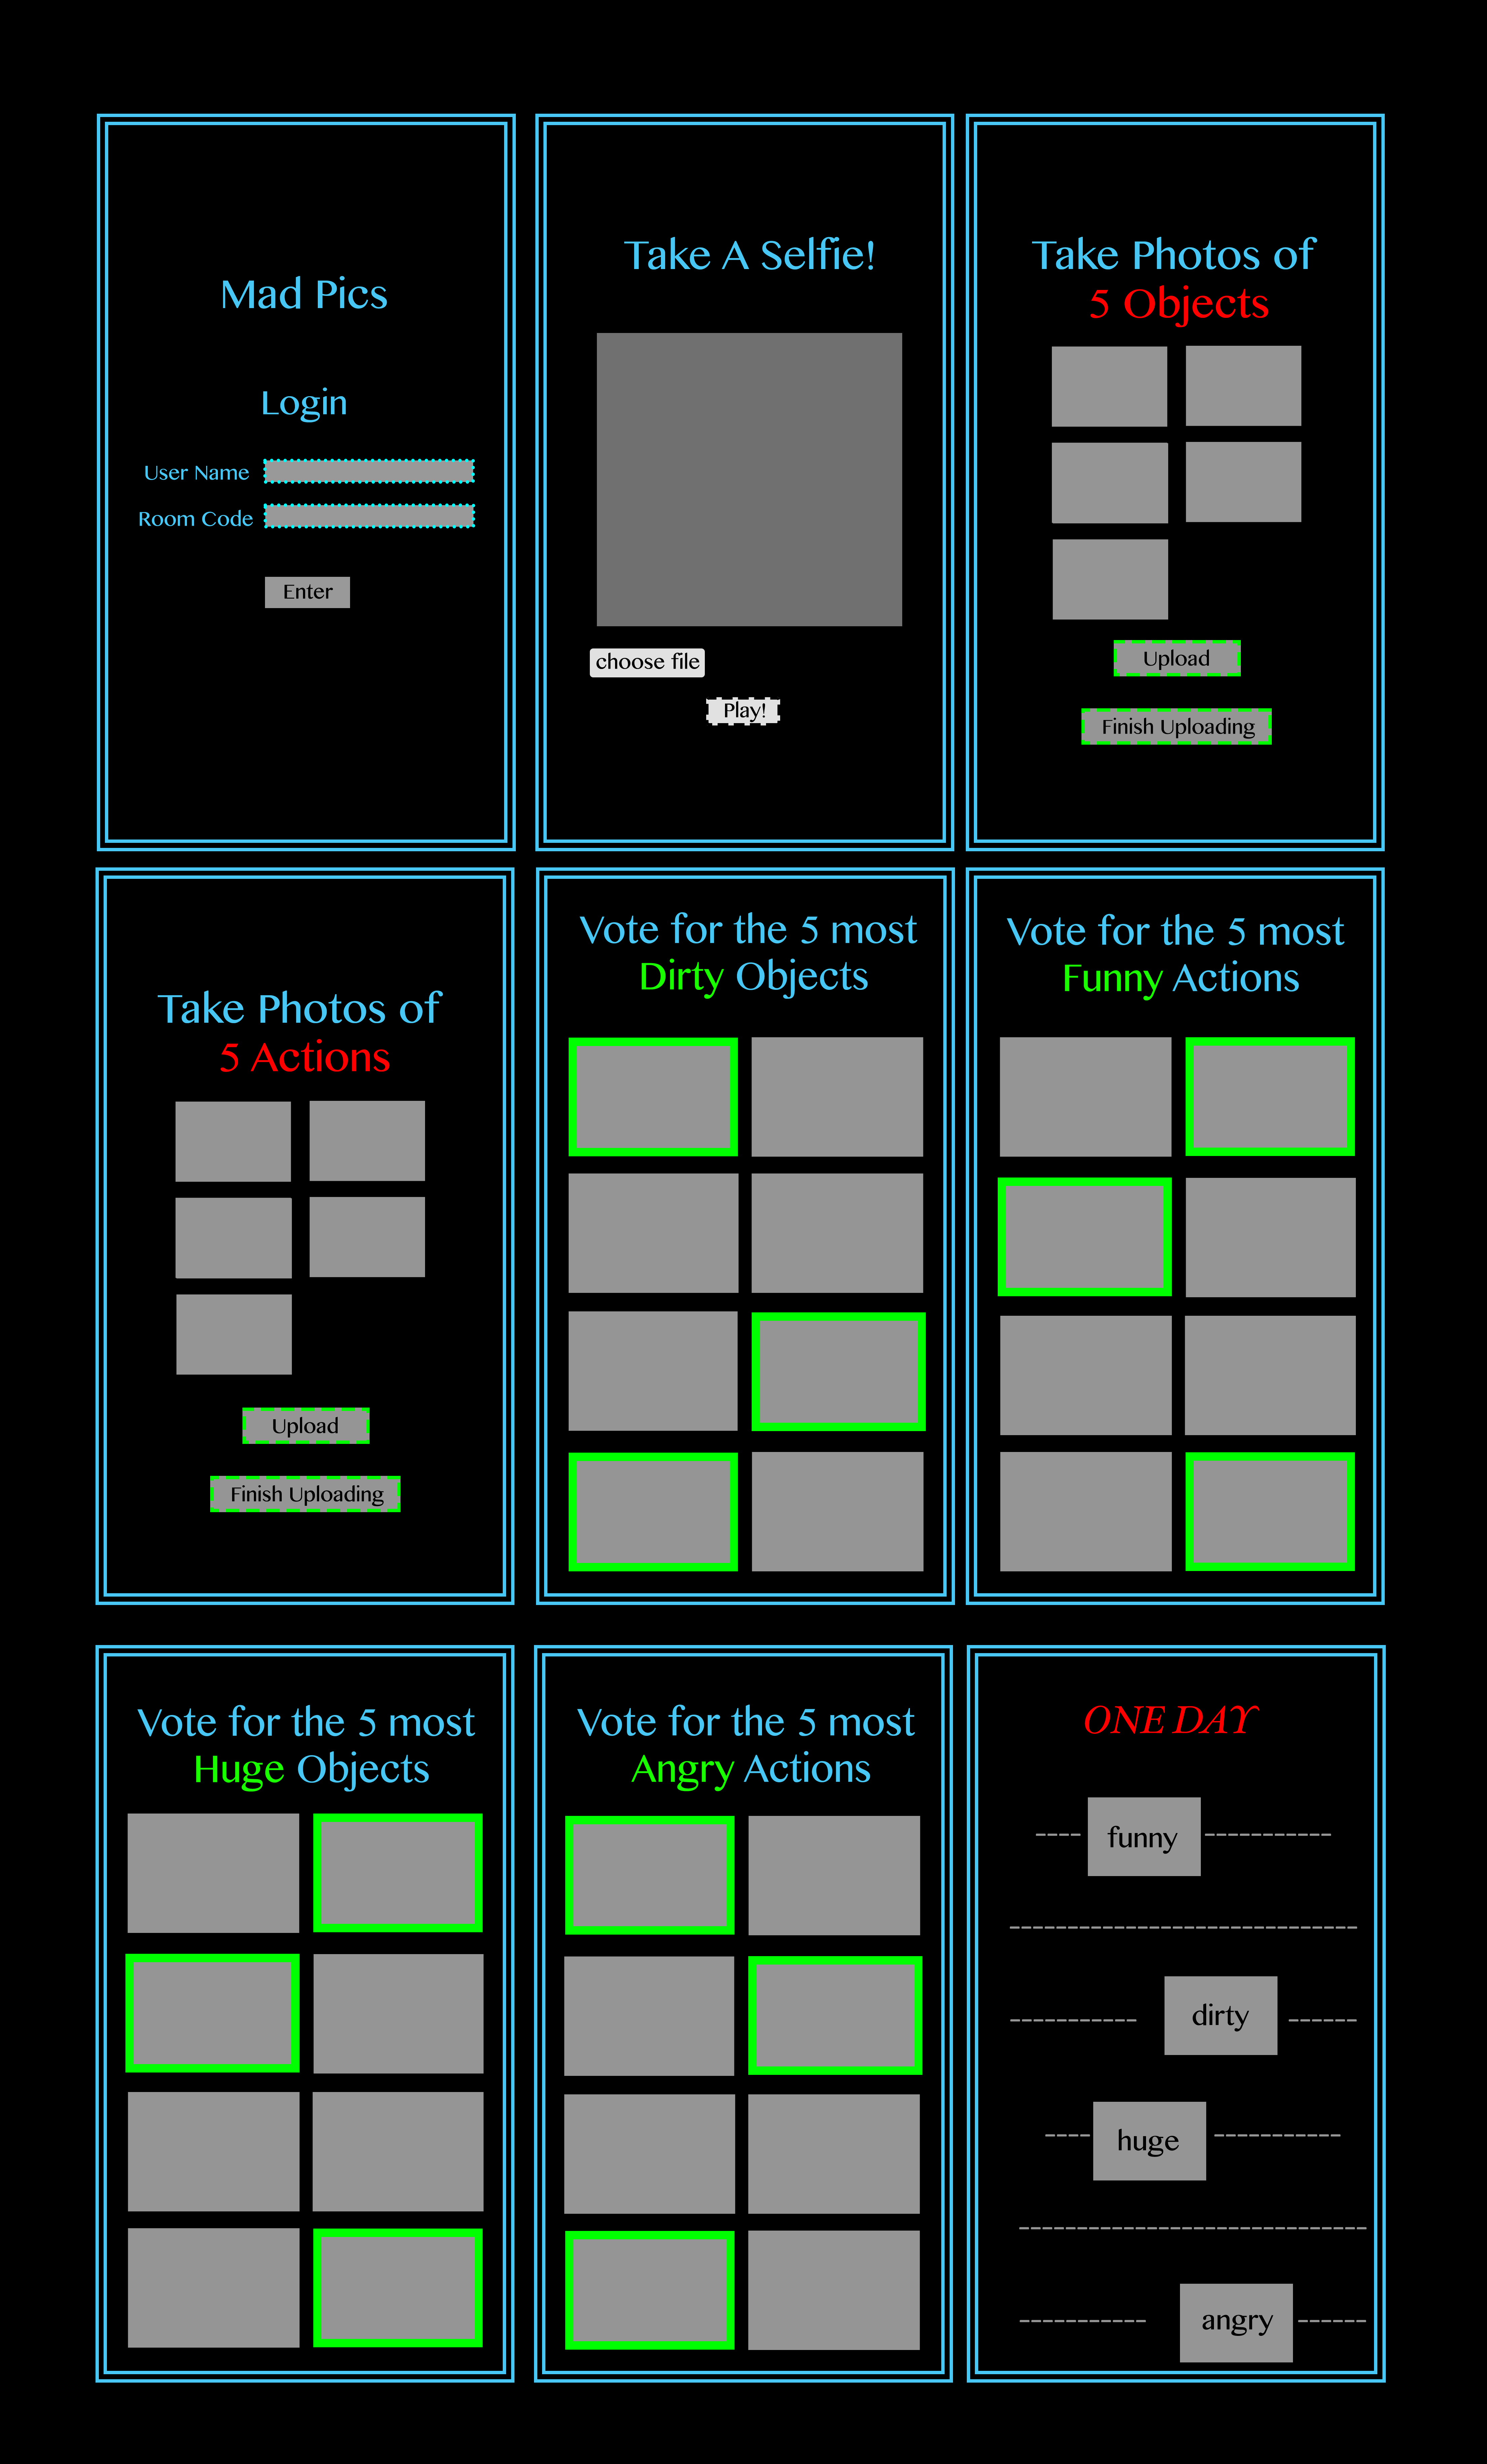 Mad Pics
Login
User Name
Room Code
Enter
Take A Selfie!
choose file
Play!
Take Photos of
5 Objects
Upload
Finish Uploading
Take Photos of
5 Actions
Upload
Finish Uploading
Vote for the 5 most
Dirty Objects
Vote for the 5 most
Funny Actions
Vote for the 5 most
Huge Objects
Vote for the 5 most
Angry Actions
ONE DAY
funny
dirty
huge
angry